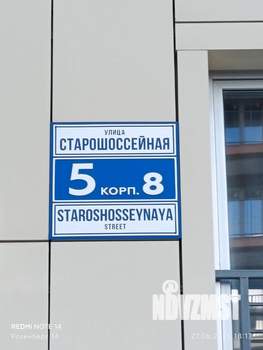 УЛИЦА
СТАРОШОССЕЙНАЯ
5 КОРП. 8
STAROSHOSSEYNAYA
STREET
REDMI NOTE 14